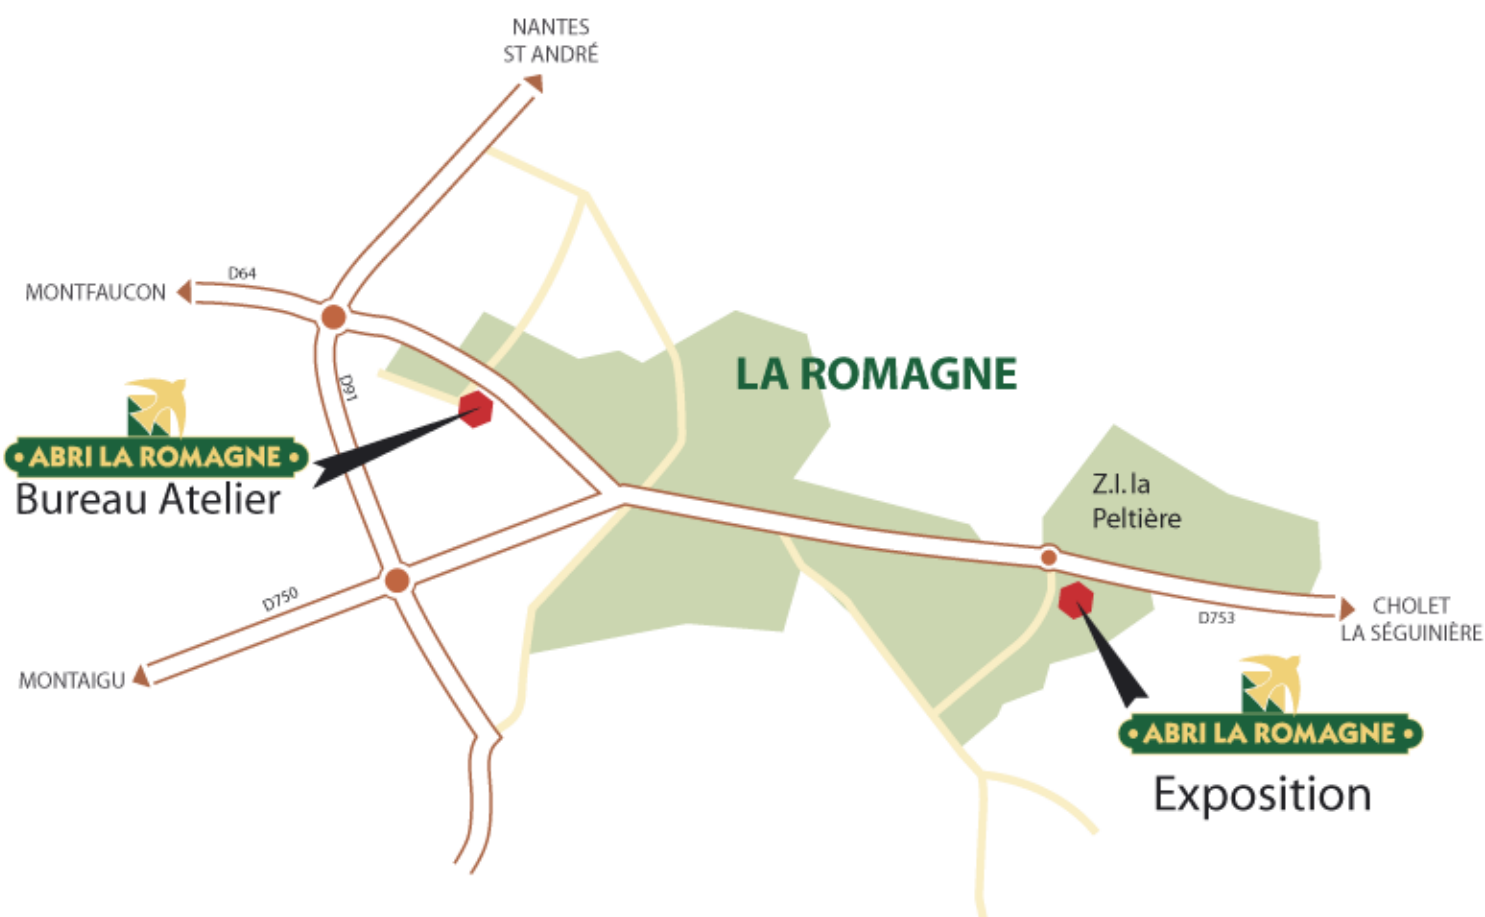 NANTES
ST ANDRÉ
D64
MONTFAUCON
LA ROMAGNE
D91
• ABRI LA ROMAGNE •
Bureau Atelier
Z.I. la
Peltière
D750
MONTAIGU
D753
CHOLET
LA SÉGUINIÈRE
• ABRI LA ROMAGNE •
Exposition